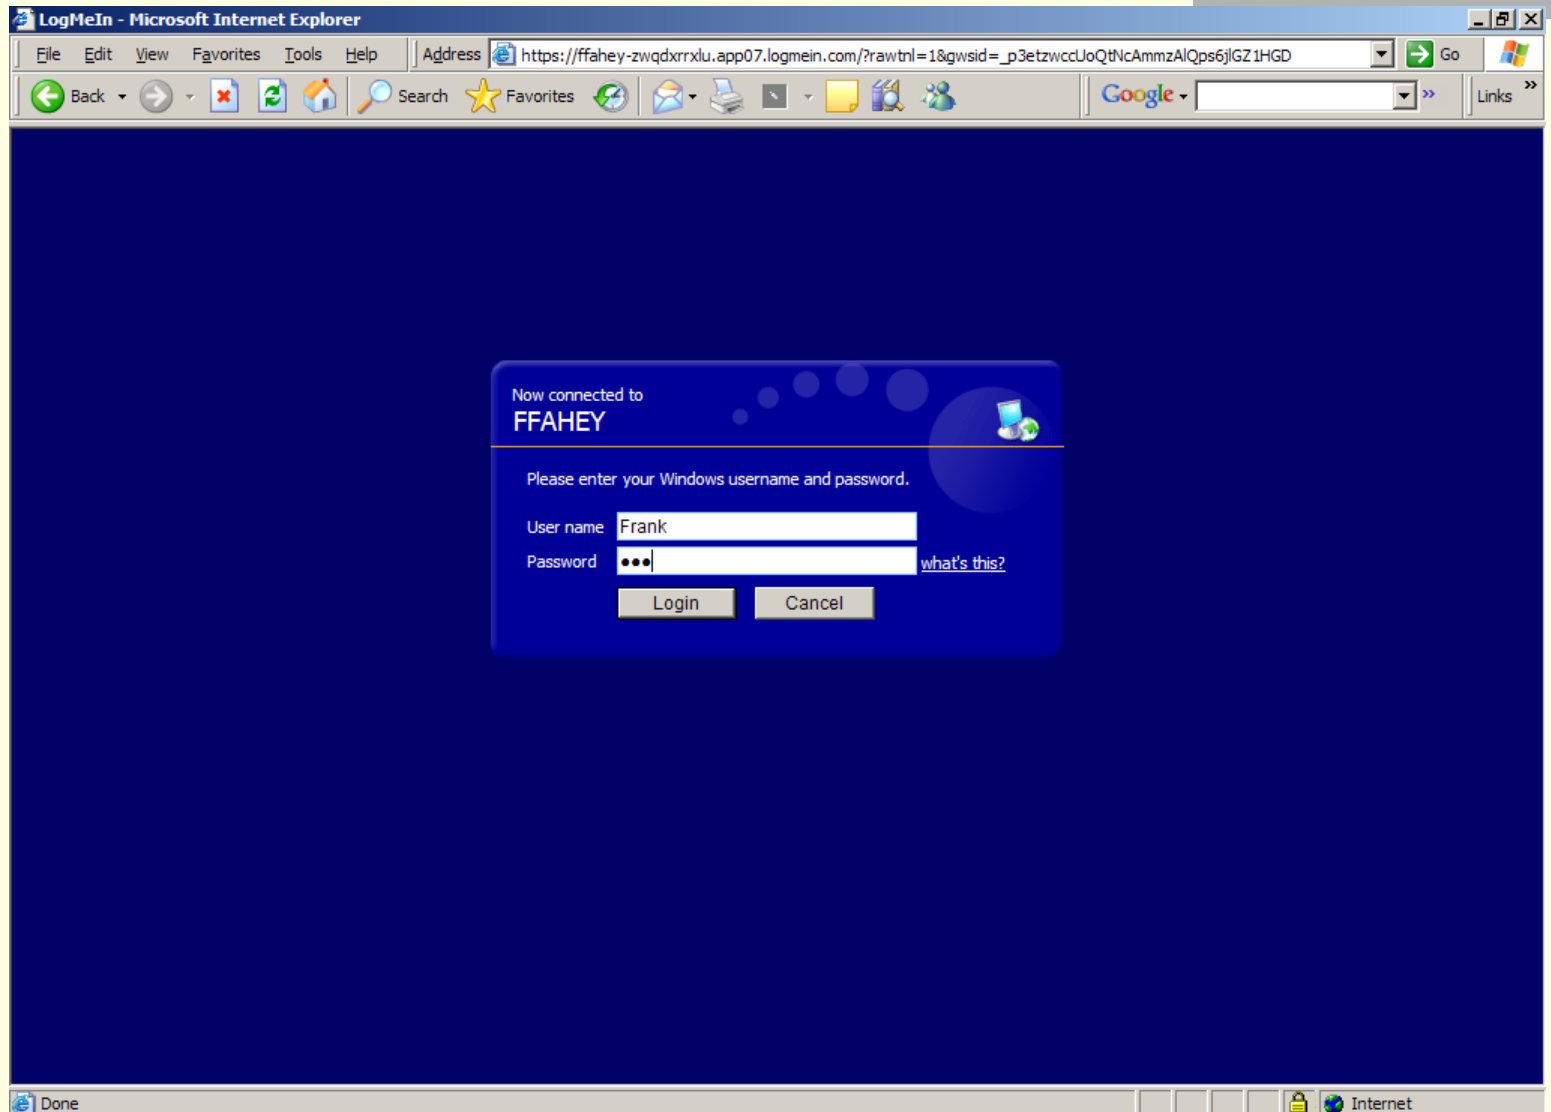 LogMeIn - Microsoft Internet Explorer
File Edit View Favorites Tools Help Address https://ffahey-zwqdxrrxlu.app07.logmein.com/?rawtnl=1&gwsid=_p3etzwccUoQtNcAmmzAlQps6jlGZ1HGD Go
Back Search Favorites Google Links »
Now connected to
FFAHEY
Please enter your Windows username and password.
User name Frank
Password ●●● what's this?
Login Cancel
Done Internet